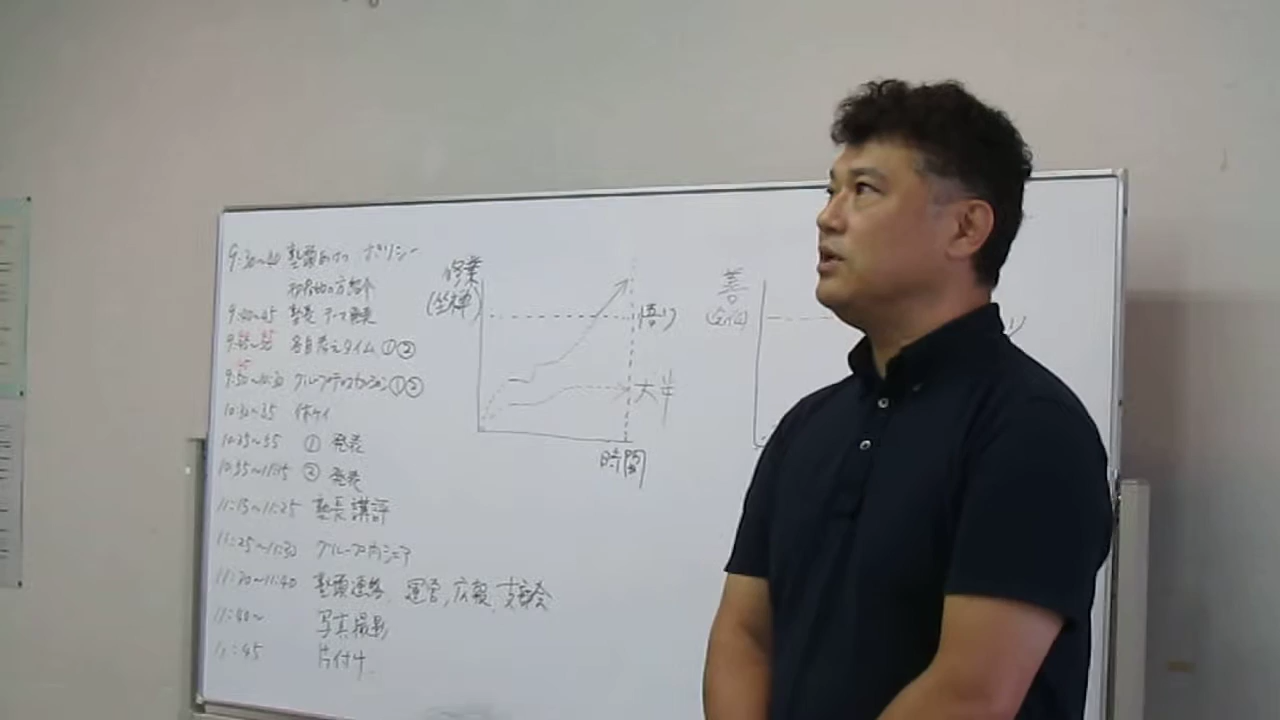 9:30~40 塾頭あいさつ ポリシー
初参加の方紹介
9:40~45 塾長 テーマ発表
各自考えタイム ①②
9:50~10:30 グループディスカッション①②
10:30~35 休ケイ
10:35~55 ① 発表
10:55~11:15 ② 発表
11:15~11:25 塾長講評
11:25~11:30 グループ内シェア
11:30~11:40 塾頭連絡 運営, 広報, 支部会
11:40~ 写真撮影
11:45 片付け
修業
(坐禅)
悟り
大半
時間
善